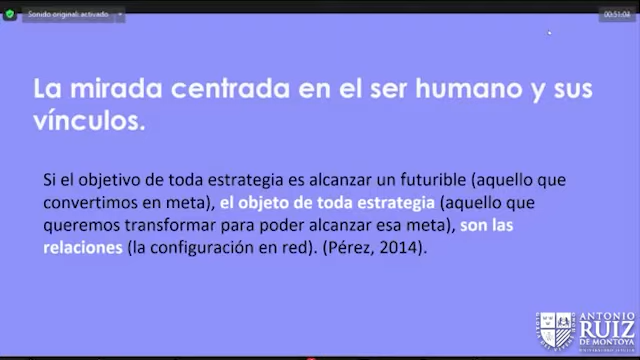 Sonido original: activado
00:51:04
La mirada centrada en el ser humano y sus
vínculos.
Si el objetivo de toda estrategia es alcanzar un futurible (aquello que
convertimos en meta), el objeto de toda estrategia (aquello que
queremos transformar para poder alcanzar esa meta), son las
relaciones (la configuración en red). (Pérez, 2014).
ANTONIO
RUIZ
DE MONTOYA